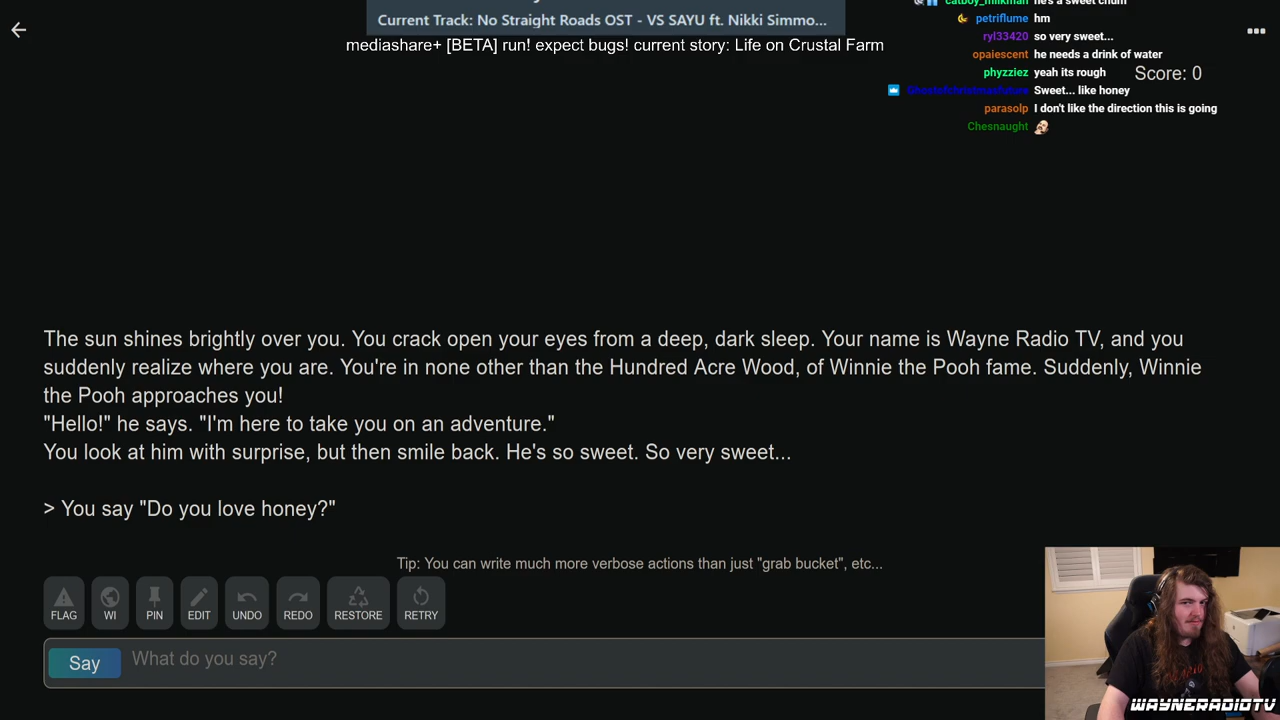 Current Track: No Straight Roads OST - VS SAYU ft. Nikki Simmo...
mediashare+ [BETA] run! expect bugs! current story: Life on Crustal Farm
catboy_milkman he's a sweet chum
petriflume hm
ryl33420 so very sweet...
opaiescent he needs a drink of water
phyzziez yeah its rough
Score: 0
Ghostofchristmasfuture Sweet... like honey
parasolp I don't like the direction this is going
Chesnaught
The sun shines brightly over you. You crack open your eyes from a deep, dark sleep. Your name is Wayne Radio TV, and you
suddenly realize where you are. You're in none other than the Hundred Acre Wood, of Winnie the Pooh fame. Suddenly, Winnie
the Pooh approaches you!
"Hello!" he says. "I'm here to take you on an adventure."
You look at him with surprise, but then smile back. He's so sweet. So very sweet...
> You say "Do you love honey?"
Tip: You can write much more verbose actions than just "grab bucket", etc...
FLAG
WI
PIN
EDIT
UNDO
REDO
RESTORE
RETRY
Say
What do you say?
WAYNERADIOTV